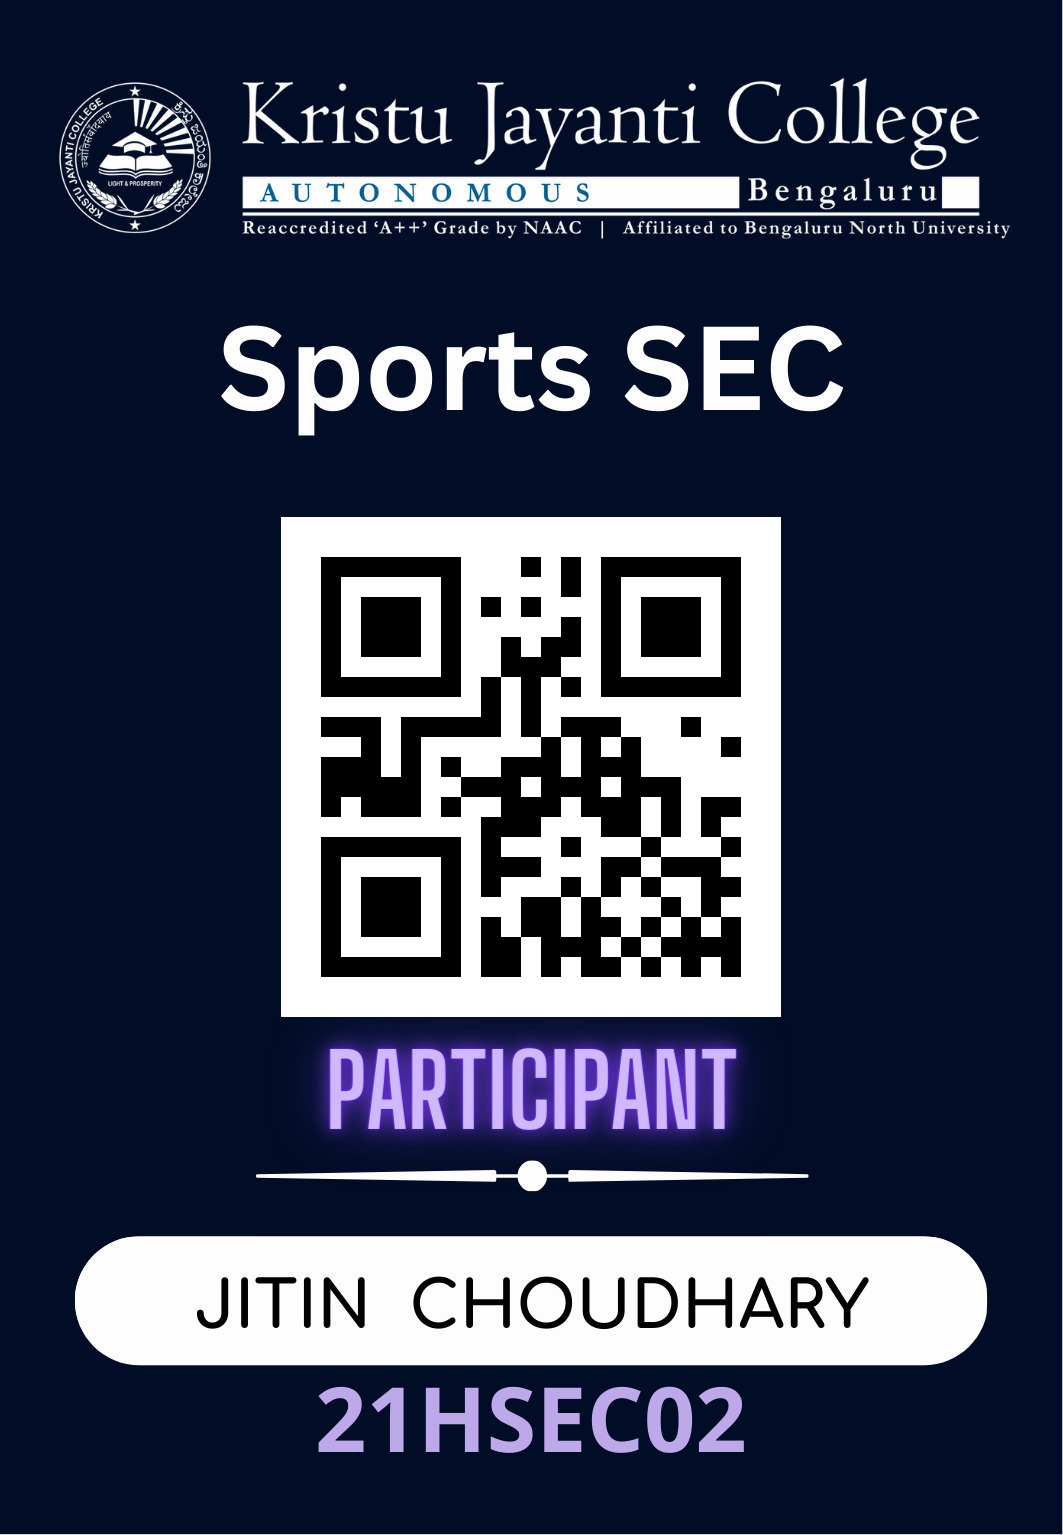 Kristu Jayanti College
AUTONOMOUS Bengaluru
Reaccredited ‘A++’ Grade by NAAC | Affiliated to Bengaluru North University
KRISTU JAYANTI COLLEGE
LIGHT & PROSPERITY
Sports SEC
PARTICIPANT
JITIN CHOUDHARY
21HSEC02